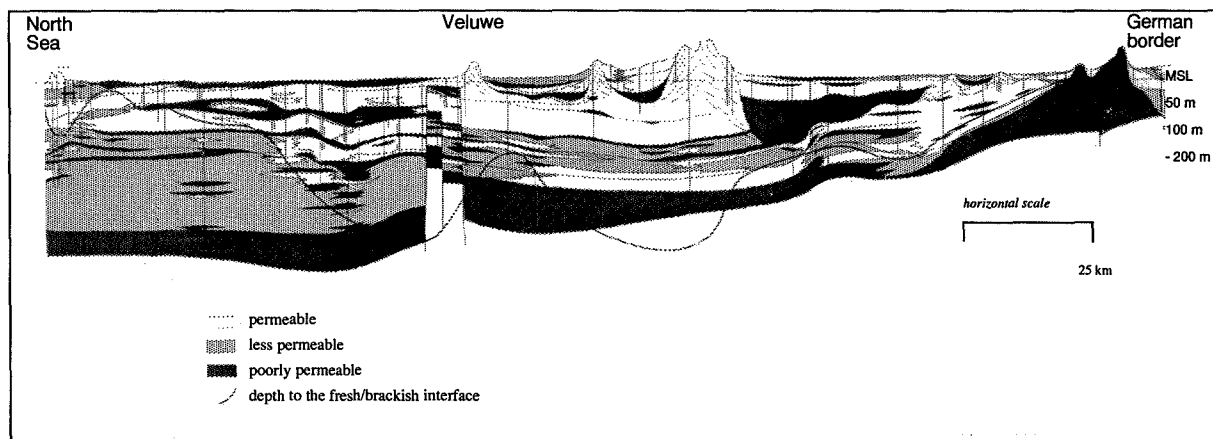 North
Sea
Veluwe
German
border
MSL
50 m
100 m
- 200 m
horizontal scale
25 km
permeable
less permeable
poorly permeable
depth to the fresh/brackish interface